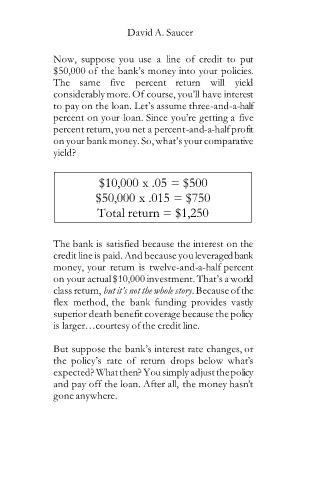 David A. Saucer
Now, suppose you use a line of credit to put
$50,000 of the bank's money into your policies.
The same five percent return will yield
considerably more. Of course, you'll have interest
to pay on the loan. Let's assume three-and-a-half
percent on your loan. Since you're getting a five
percent return, you net a percent-and-a-half profit
on your bank money. So, what's your comparative
yield?
$10,000 x .05 = $500
$50,000 x .015 = $750
Total return = $1,250
The bank is satisfied because the interest on the
credit line is paid. And because you leveraged bank
money, your return is twelve-and-a-half percent
on your actual $10,000 investment. That's a world
class return, but it's not the whole story. Because of the
flex method, the bank funding provides vastly
superior death benefit coverage because the policy
is larger…courtesy of the credit line.
But suppose the bank's interest rate changes, or
the policy's rate of return drops below what's
expected? What then? You simply adjust the policy
and pay off the loan. After all, the money hasn't
gone anywhere.